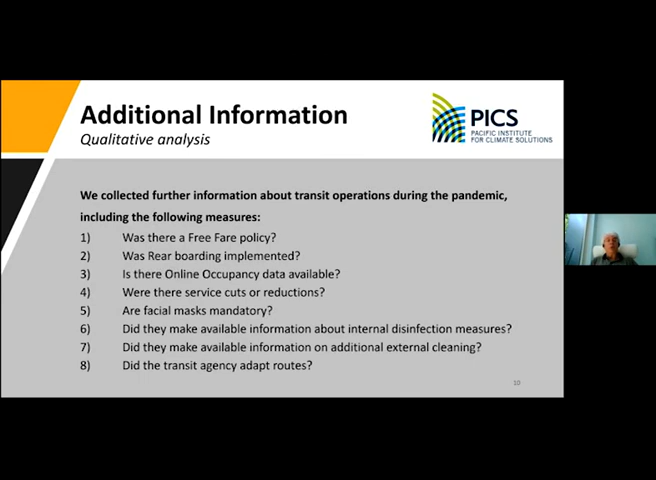 Additional Information
Qualitative analysis
PICS
PACIFIC INSTITUTE
FOR CLIMATE SOLUTIONS
We collected further information about transit operations during the pandemic,
including the following measures:
1) Was there a Free Fare policy?
2) Was Rear boarding implemented?
3) Is there Online Occupancy data available?
4) Were there service cuts or reductions?
5) Are facial masks mandatory?
6) Did they make available information about internal disinfection measures?
7) Did they make available information on additional external cleaning?
8) Did the transit agency adapt routes?
10